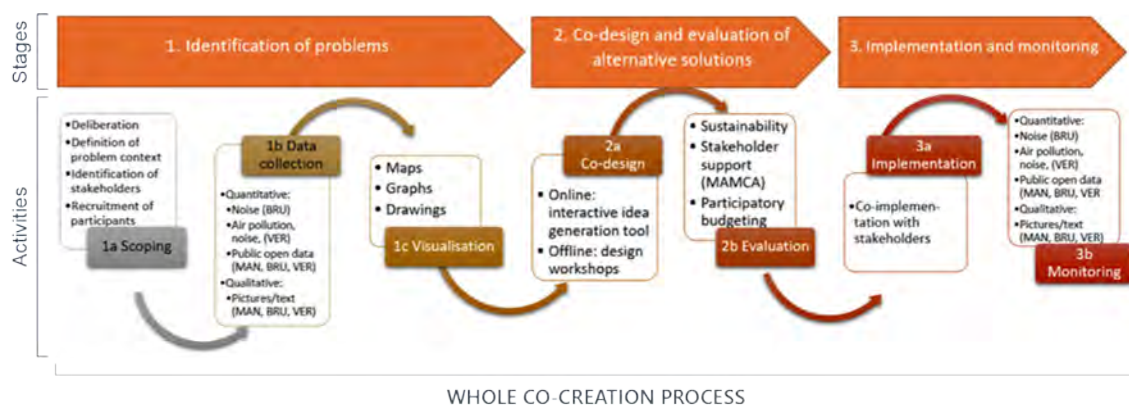 Stages
1. Identification of problems
2. Co-design and evaluation of
alternative solutions
3. Implementation and monitoring
Activities
•Deliberation
•Definition of
problem context
•Identification of
stakeholders
•Recruitment of
participants
1a Scoping
1b Data
collection
•Quantitative:
•Noise (BRU)
•Air pollution,
noise, (VER)
•Public open data
(MAN, BRU, VER)
•Qualitative:
•Pictures/text
(MAN, BRU, VER)
• Maps
• Graphs
• Drawings
1c Visualisation
2a
Co-design
• Online:
interactive idea
generation tool
• Offline: design
workshops
• Sustainability
• Stakeholder
support
(MAMCA)
• Participatory
budgeting
2b Evaluation
3a
Implementation
•Co-implemen-
tation with
stakeholders
•Quantitative:
•Noise (BRU)
•Air pollution,
noise, (VER)
•Public open data
(MAN, BRU, VER
•Qualitative:
•Pictures/text
(MAN, BRU, VER)
3b
Monitoring
WHOLE CO-CREATION PROCESS